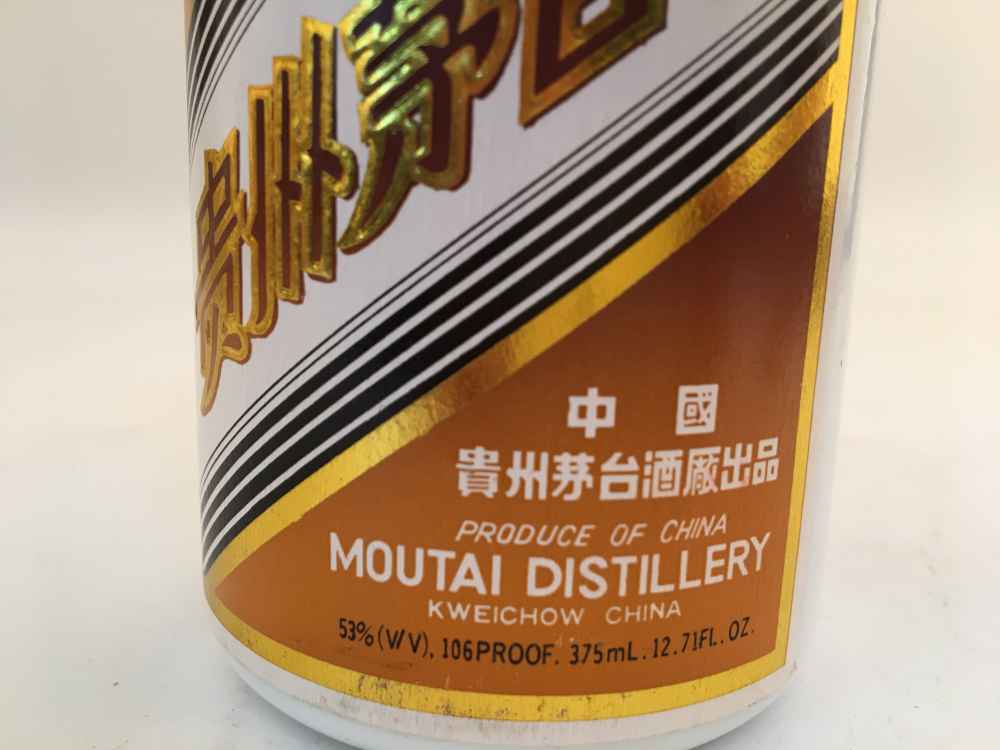 貴州茅台
中國
貴州茅台酒厰出品
PRODUCE OF CHINA
MOUTAI DISTILLERY
KWEICHOW CHINA
53% (V/V). 106PROOF. 375mL. 12.71FL. OZ.